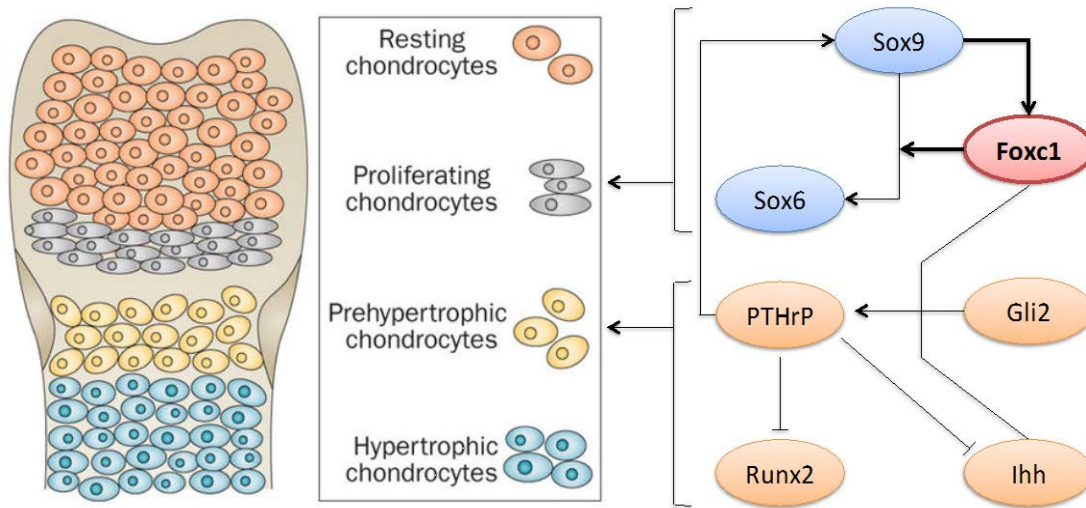 Resting
chondrocytes
Proliferating
chondrocytes
Prehypertrophic
chondrocytes
Hypertrophic
chondrocytes
Sox9
Foxc1
Sox6
PTHrP
Gli2
Runx2
Ihh